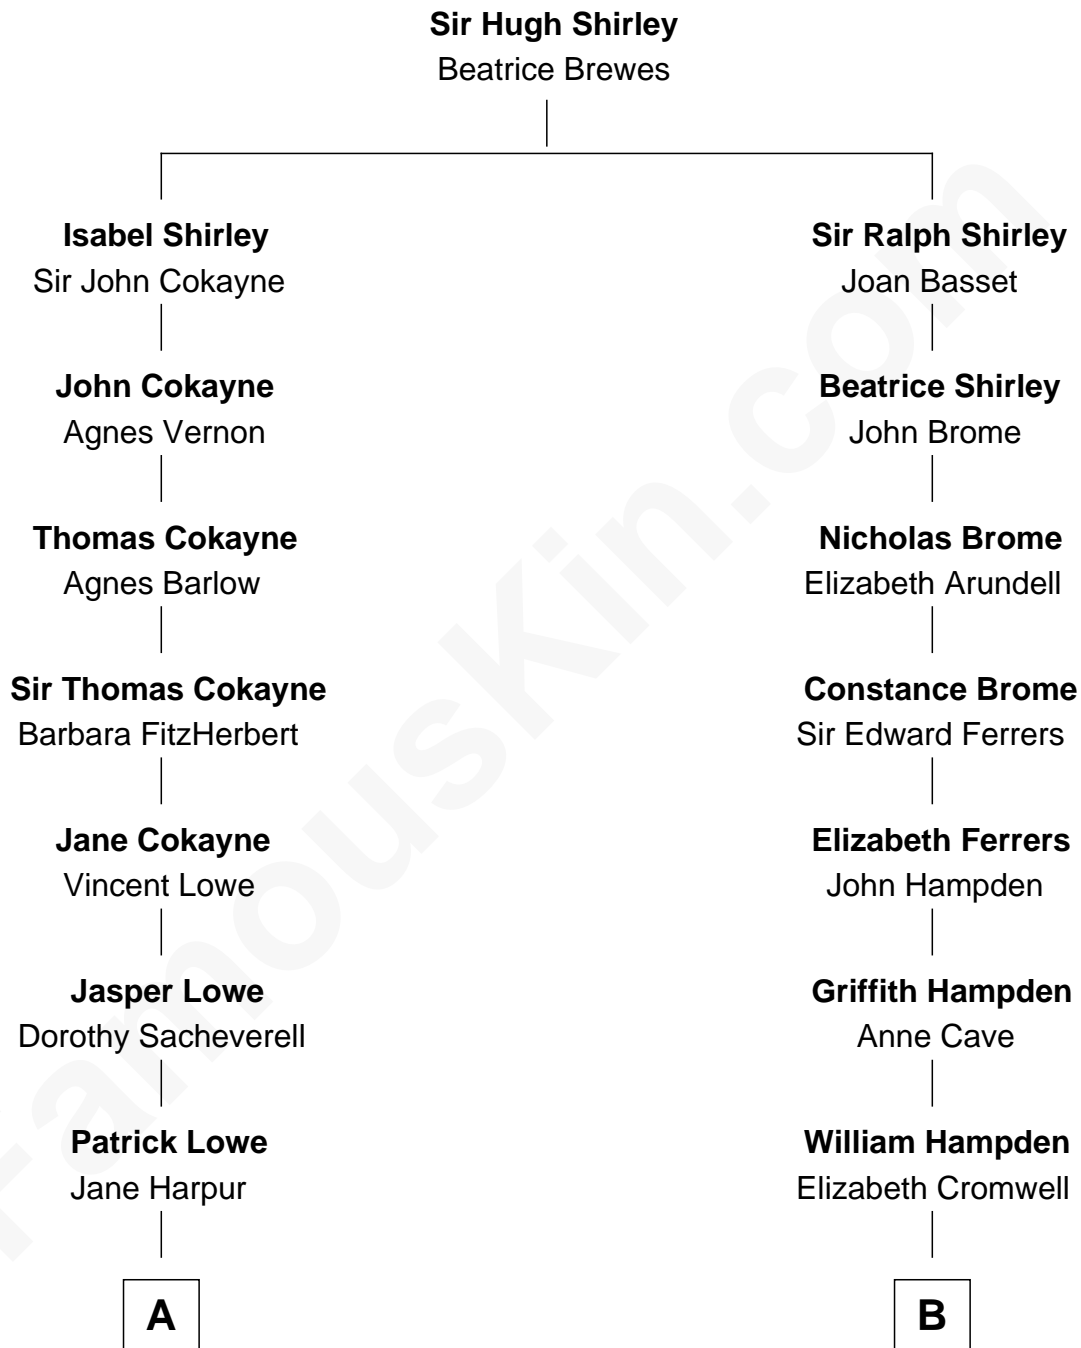 Sir Hugh Shirley
Beatrice Brewes
Isabel Shirley
Sir John Cokayne
John Cokayne
Agnes Vernon
Thomas Cokayne
Agnes Barlow
Sir Thomas Cokayne
Barbara FitzHerbert
Jane Cokayne
Vincent Lowe
Jasper Lowe
Dorothy Sacheverell
Patrick Lowe
Jane Harpur
A
Sir Ralph Shirley
Joan Basset
Beatrice Shirley
John Brome
Nicholas Brome
Elizabeth Arundell
Constance Brome
Sir Edward Ferrers
Elizabeth Ferrers
John Hampden
Griffith Hampden
Anne Cave
William Hampden
Elizabeth Cromwell
B
FamousKin.com